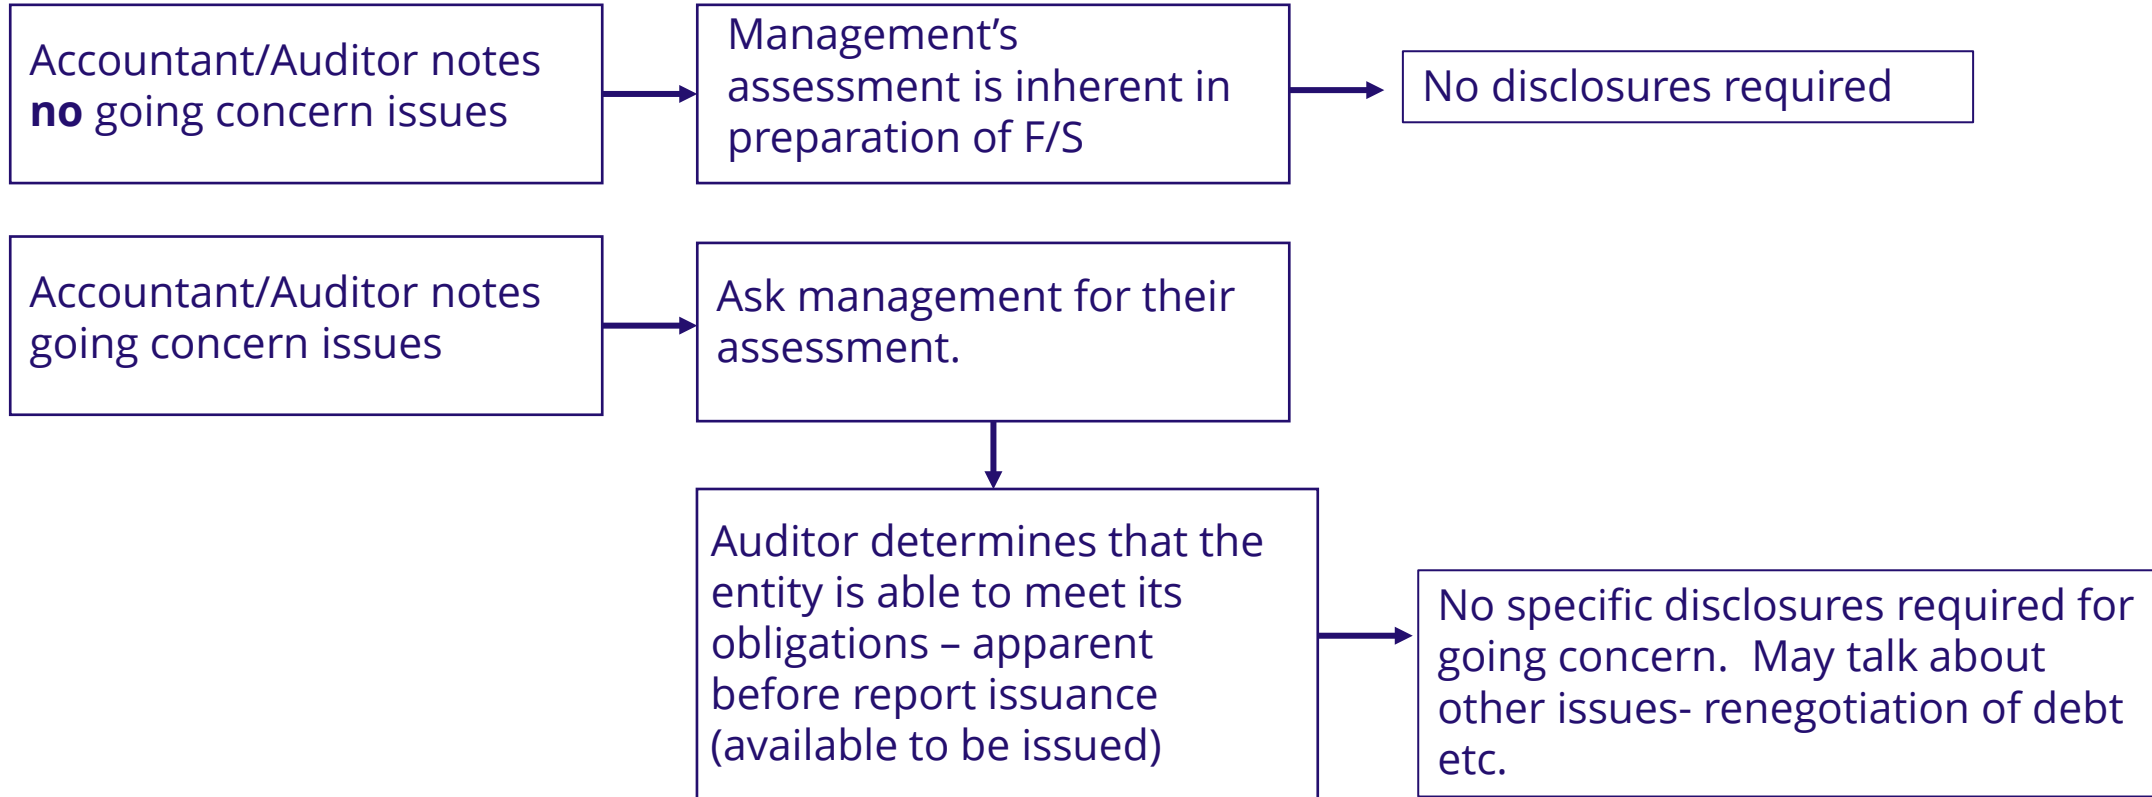 Accountant/Auditor notes
no going concern issues
Management’s
assessment is inherent in
preparation of F/S
No disclosures required
Accountant/Auditor notes
going concern issues
Ask management for their
assessment.
Auditor determines that the
entity is able to meet its
obligations – apparent
before report issuance
(available to be issued)
No specific disclosures required for
going concern.  May talk about
other issues- renegotiation of debt
etc.